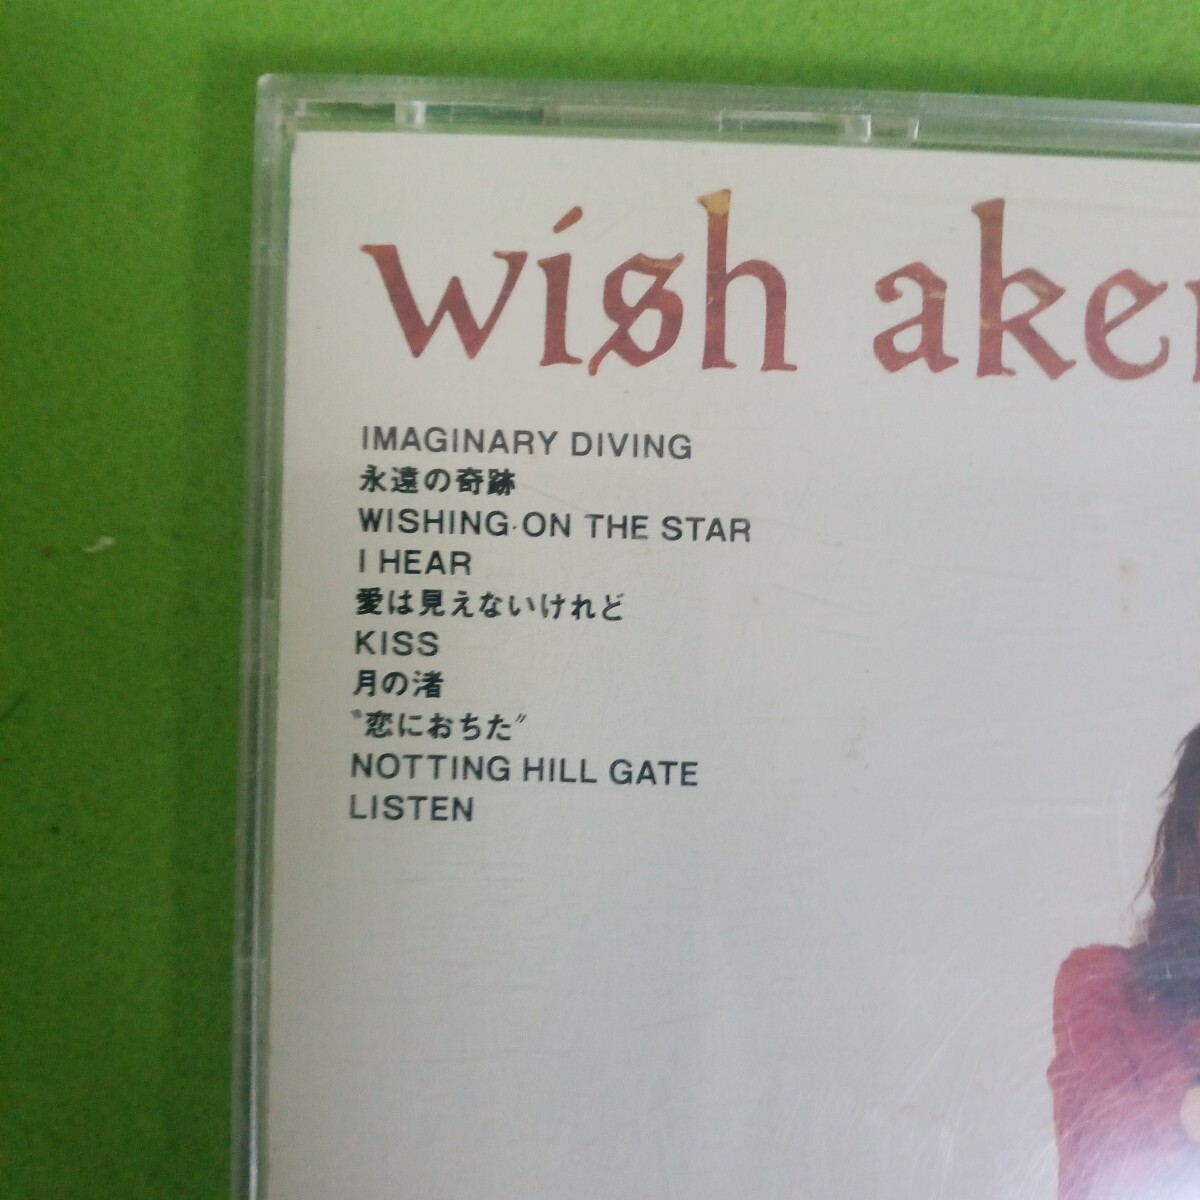 wish aker
IMAGINARY DIVING
永遠の奇跡
WISHING ON THE STAR
I HEAR
愛は見えないけれど
KISS
月の渚
〝恋におちた〟
NOTTING HILL GATE
LISTEN